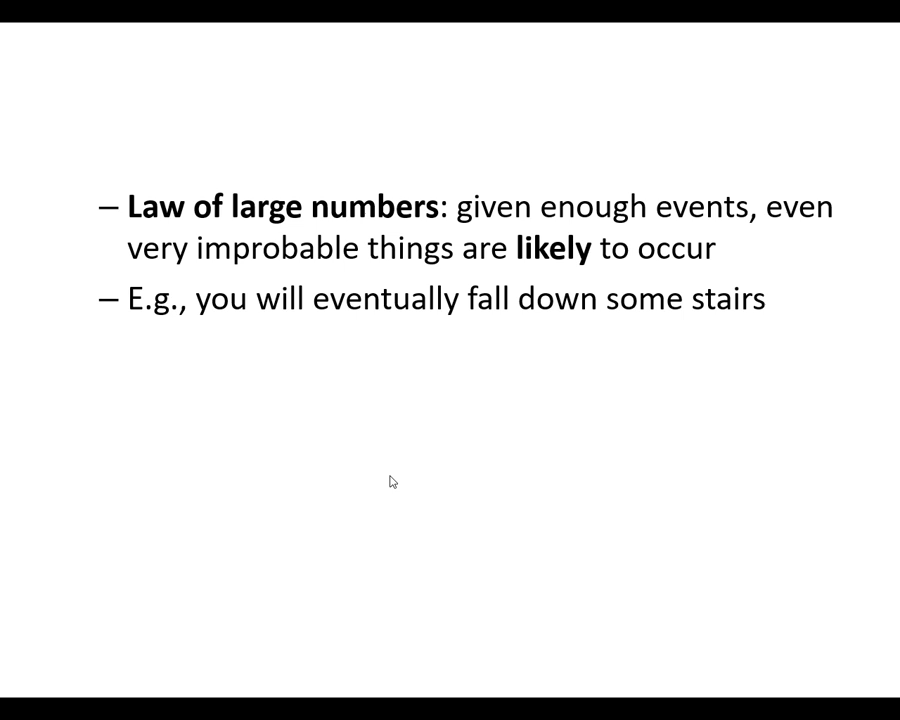 – Law of large numbers: given enough events, even
very improbable things are likely to occur
– E.g., you will eventually fall down some stairs